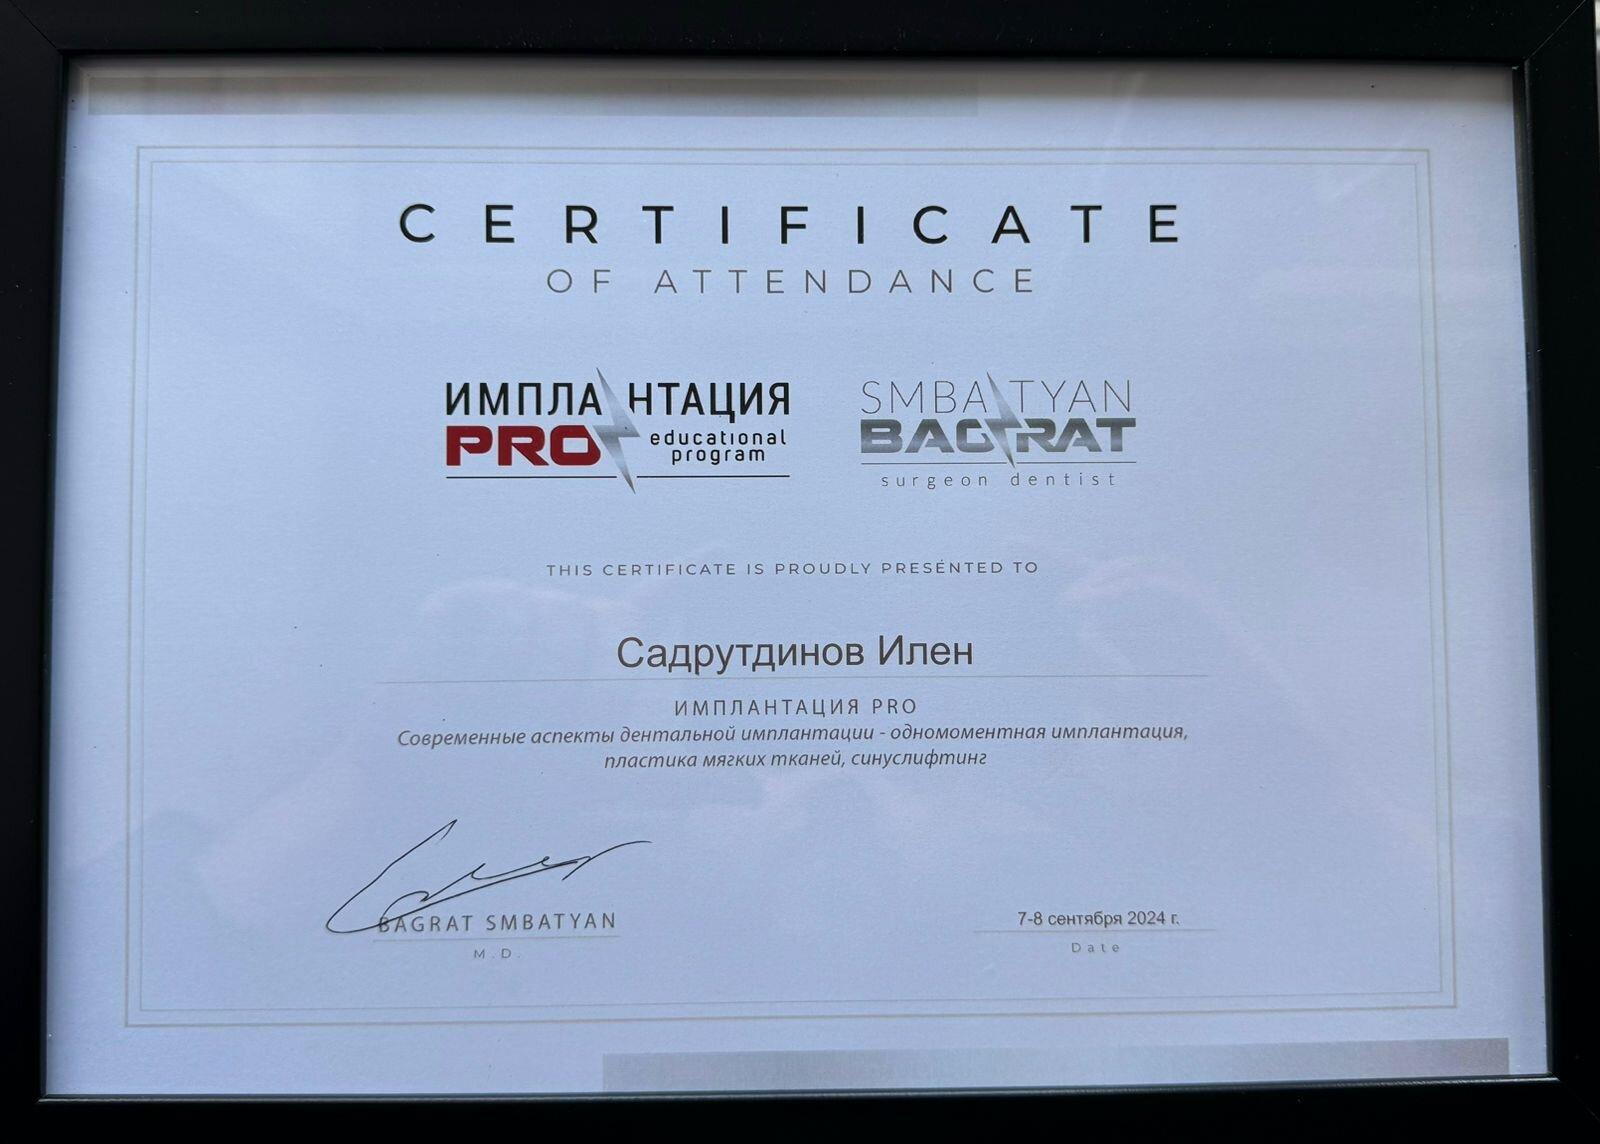 CERTIFICATE
OF ATTENDANCE
ИМПЛАНТАЦИЯ
PRO educational
program
SMBATYAN
BAGRAT
surgeon dentist
THIS CERTIFICATE IS PROUDLY PRESENTED TO
Садрутдинов Илен
ИМПЛАНТАЦИЯ PRO
Современные аспекты дентальной имплантации - одномоментная имплантация,
пластика мягких тканей, синуслифтинг
BAGRAT SMBATYAN
M.D.
7-8 сентября 2024 г.
Date